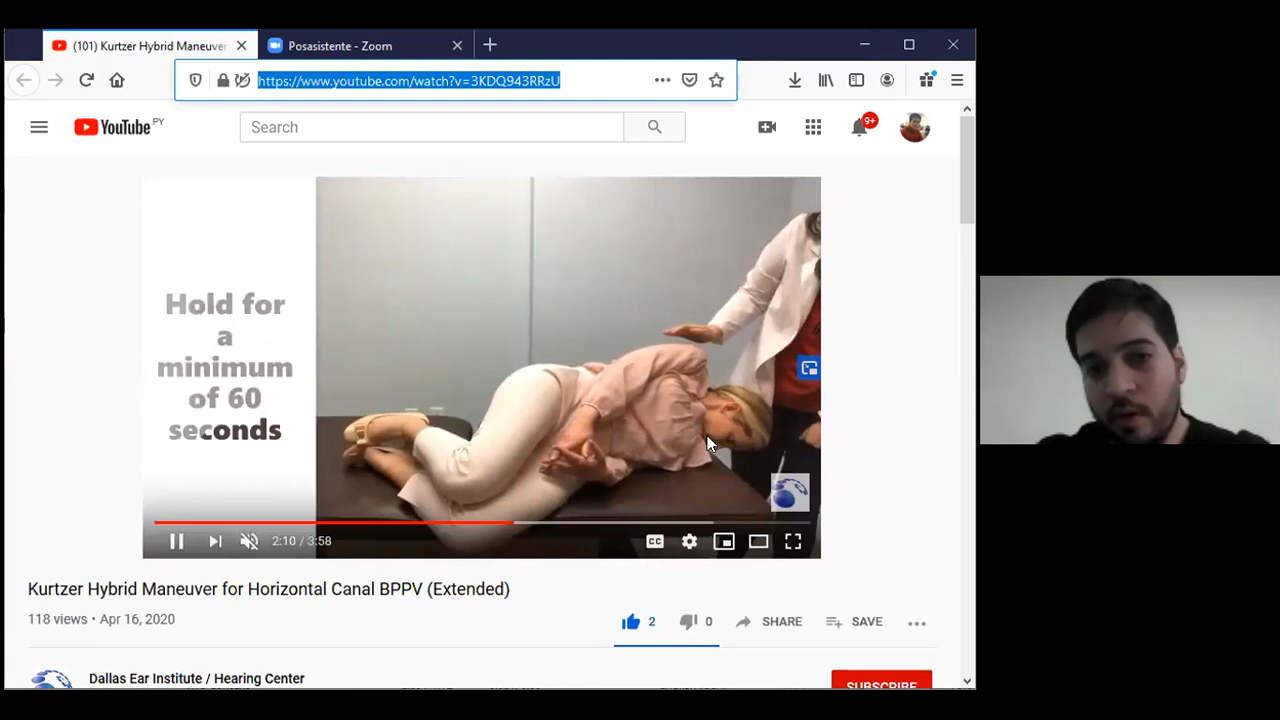 (101) Kurtzer Hybrid Maneuver
Posasistente - Zoom
https://www.youtube.com/watch?v=3KDQ943RRzU
YouTube PY
Search
9+
Hold for
a
minimum
of 60
seconds
CC
2:10 / 3:58
Kurtzer Hybrid Maneuver for Horizontal Canal BPPV (Extended)
118 views • Apr 16, 2020
2
0
SHARE
SAVE
Dallas Ear Institute / Hearing Center
SUBSCRIBE